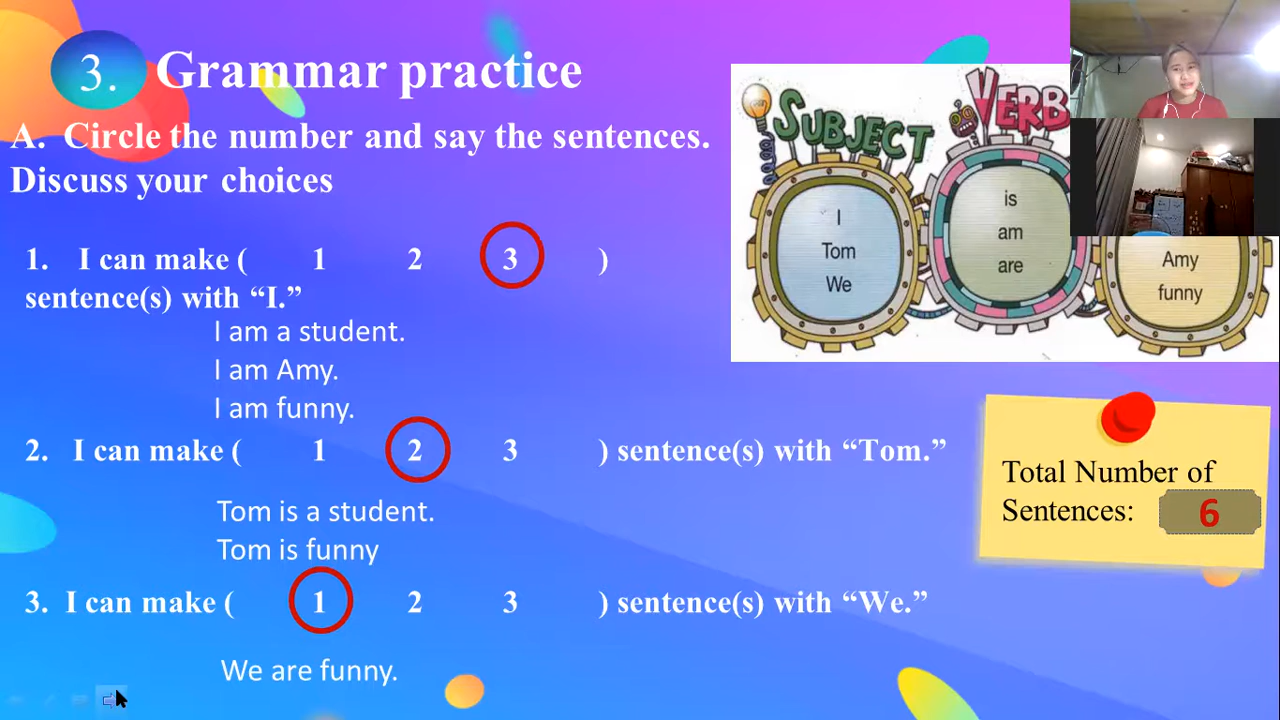 3. Grammar practice
A. Circle the number and say the sentences.
Discuss your choices
1. I can make ( 1 2 3 )
sentence(s) with “I.”
I am a student.
I am Amy.
I am funny.
2. I can make ( 1 2 3 ) sentence(s) with “Tom.”
Tom is a student.
Tom is funny
3. I can make ( 1 2 3 ) sentence(s) with “We.”
We are funny.
SUBJECT
I
Tom
We
VERB
is
am
are
Amy
funny
Total Number of
Sentences: 6